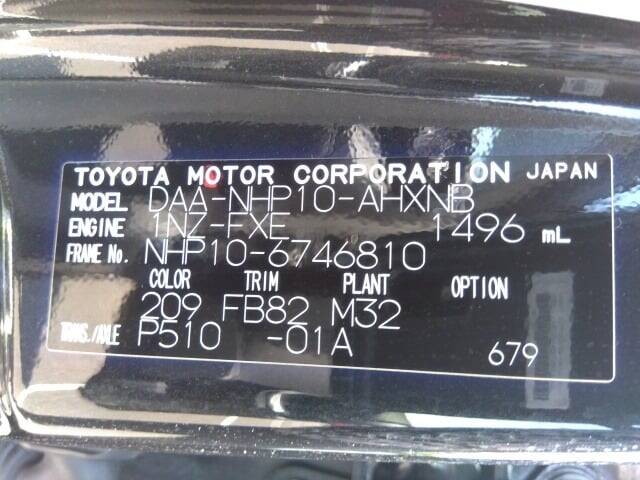 TOYOTA MOTOR CORPORATION JAPAN
MODEL DAA-NHP10-AHXNB
ENGINE 1NZ-FXE 1496 mL
FRAME No. NHP10-6746810
COLOR TRIM PLANT OPTION
209 FB82 M32
TRANS./AXLE P510 -01A
679